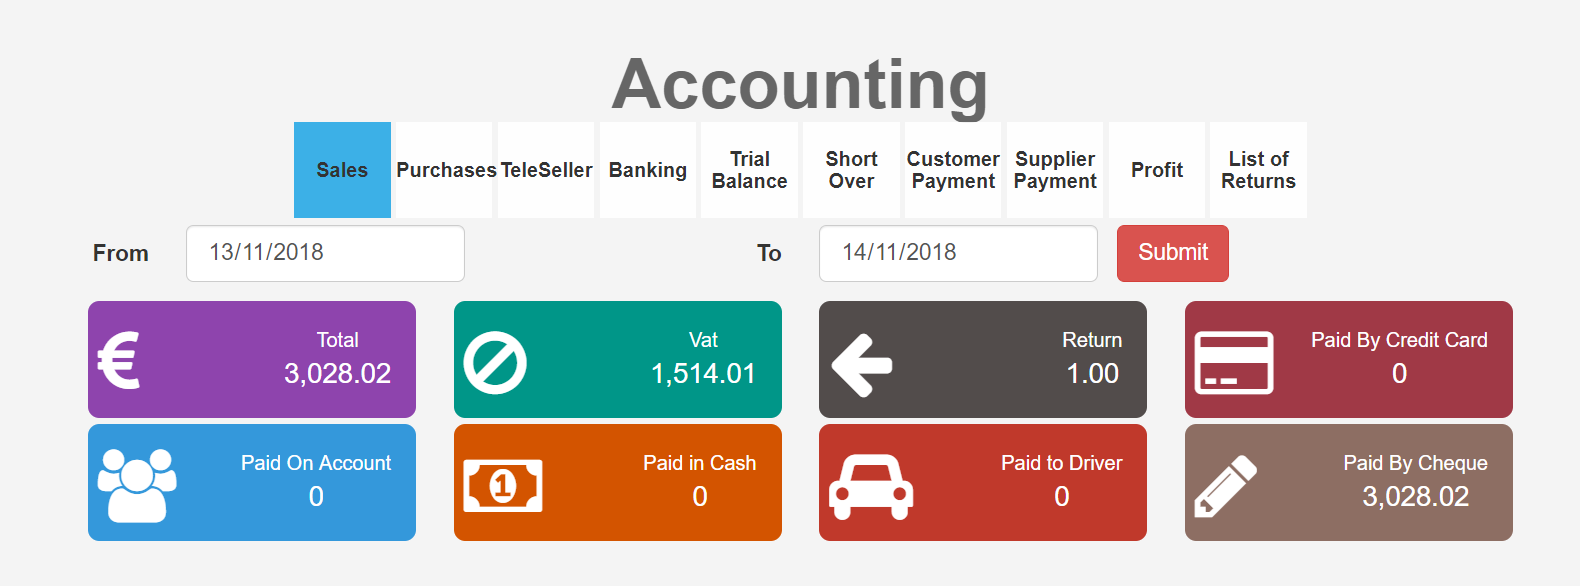 Accounting
Sales
Purchases
TeleSeller
Banking
Trial
Balance
Short
Over
Customer
Payment
Supplier
Payment
Profit
List of
Returns
From 13/11/2018 To 14/11/2018 Submit
Total
3,028.02
Vat
1,514.01
Return
1.00
Paid By Credit Card
0
Paid On Account
0
1
Paid in Cash
0
Paid to Driver
0
Paid By Cheque
3,028.02